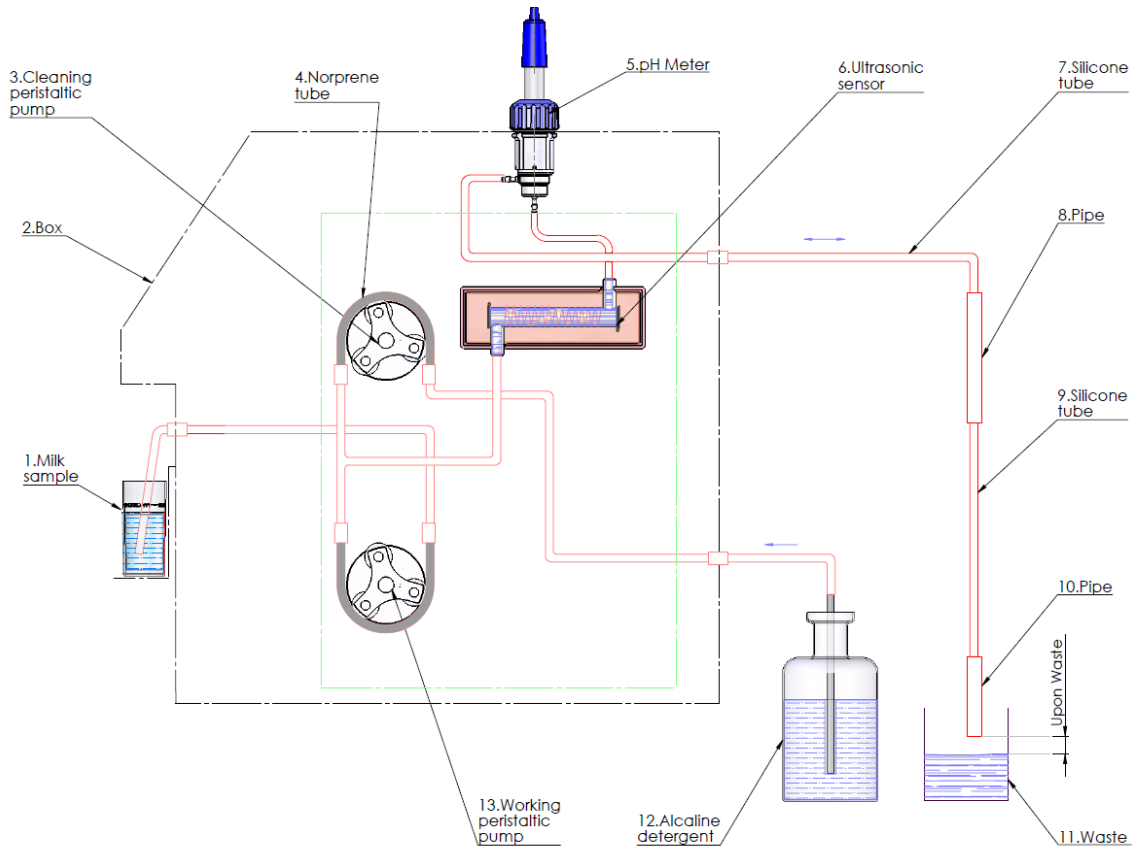 3.Cleaning
peristaltic
pump
4.Norprene
tube
5.pH Meter
6.Ultrasonic
sensor
7.Silicone
tube
2.Box
8.Pipe
9.Silicone
tube
1.Milk
sample
10.Pipe
Upon Waste
13.Working
peristaltic
pump
12.Alcaline
detergent
11.Waste